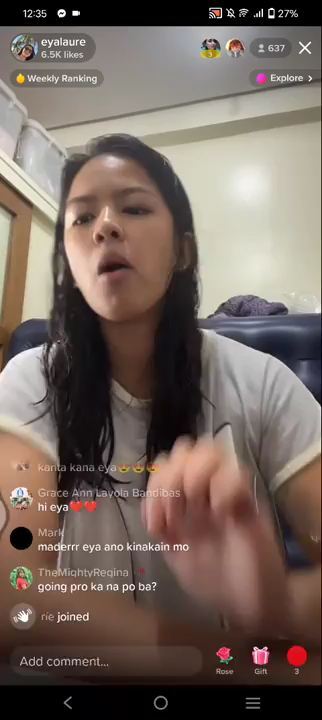 12:35
27%
eyalaure
6.5K likes
3
637
Weekly Ranking
Explore >
kanta kana eya😍😍😍
Grace Ann Layola Bandibas
hi eya❤️❤️
Mark
maderrr eya ano kinakain mo
TheMightyRegina 🌹
going pro ka na po ba?
rie joined
Add comment...
Rose
Gift
3